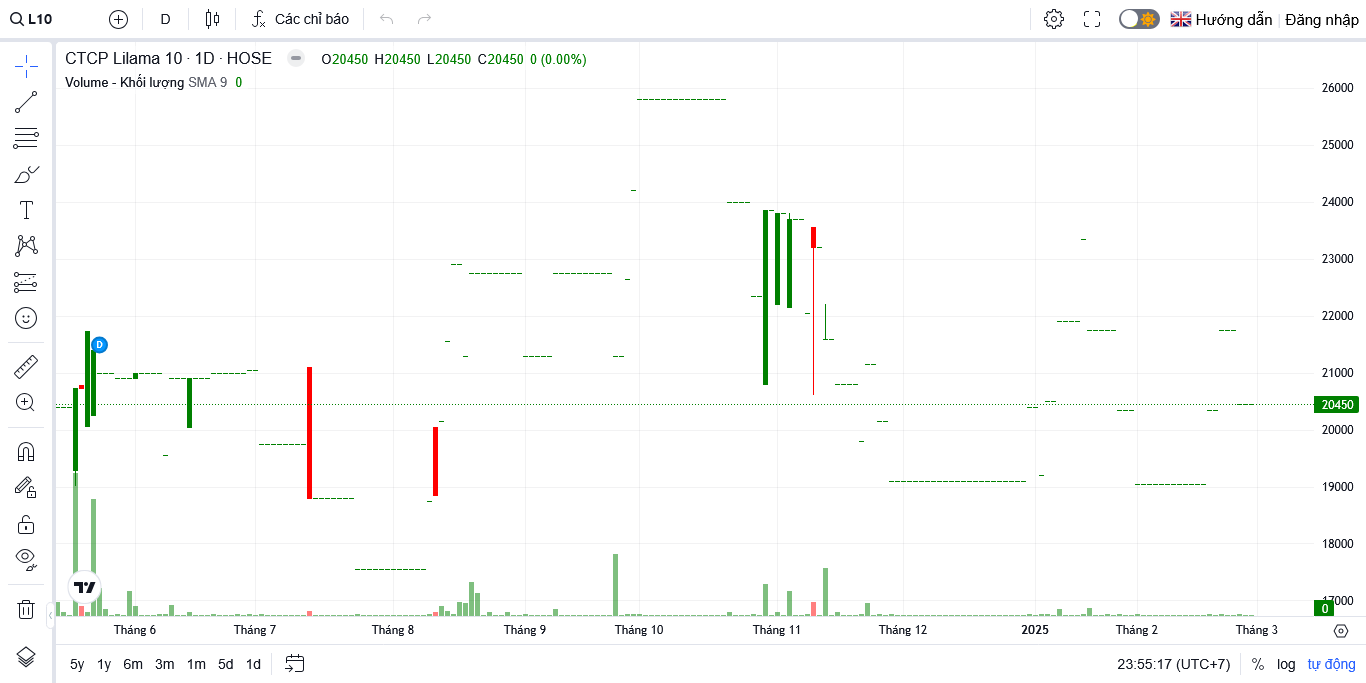 L10 D Các chỉ báo Hướng dẫn Đăng nhập
CTCP Lilama 10 · 1D · HOSE O20450 H20450 L20450 C20450 0 (0.00%)
Volume - Khối lượng SMA 9 0
26000
25000
24000
23000
22000
D
21000
20450
20000
19000
18000
17000
0
Tháng 6 Tháng 7 Tháng 8 Tháng 9 Tháng 10 Tháng 11 Tháng 12 2025 Tháng 2 Tháng 3
5y 1y 6m 3m 1m 5d 1d 23:55:17 (UTC+7) % log tự động